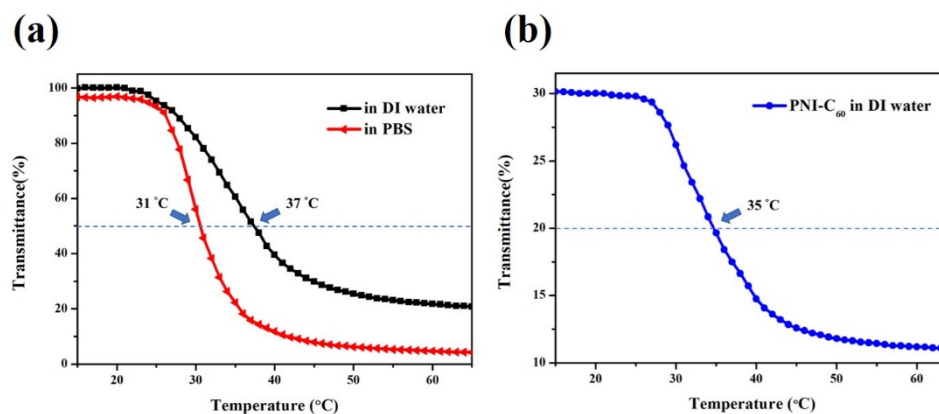 (a)
(b)
100
80
60
40
20
0
Transmittance(%)
in DI water
in PBS
31 °C
37 °C
20
30
40
50
60
Temperature (°C)
30
25
20
15
10
Transmittance(%)
PNI-C₆₀ in DI water
35 °C
20
30
40
50
60
Temperature (°C)